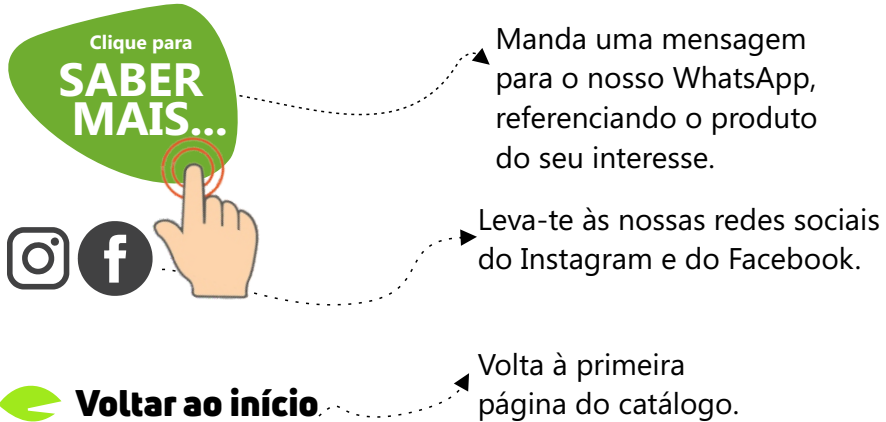 Clique para
SABER
MAIS...
Manda uma mensagem
para o nosso WhatsApp,
referenciando o produto
do seu interesse.
Leva-te às nossas redes sociais
do Instagram e do Facebook.
Voltar ao início
Volta à primeira
página do catálogo.